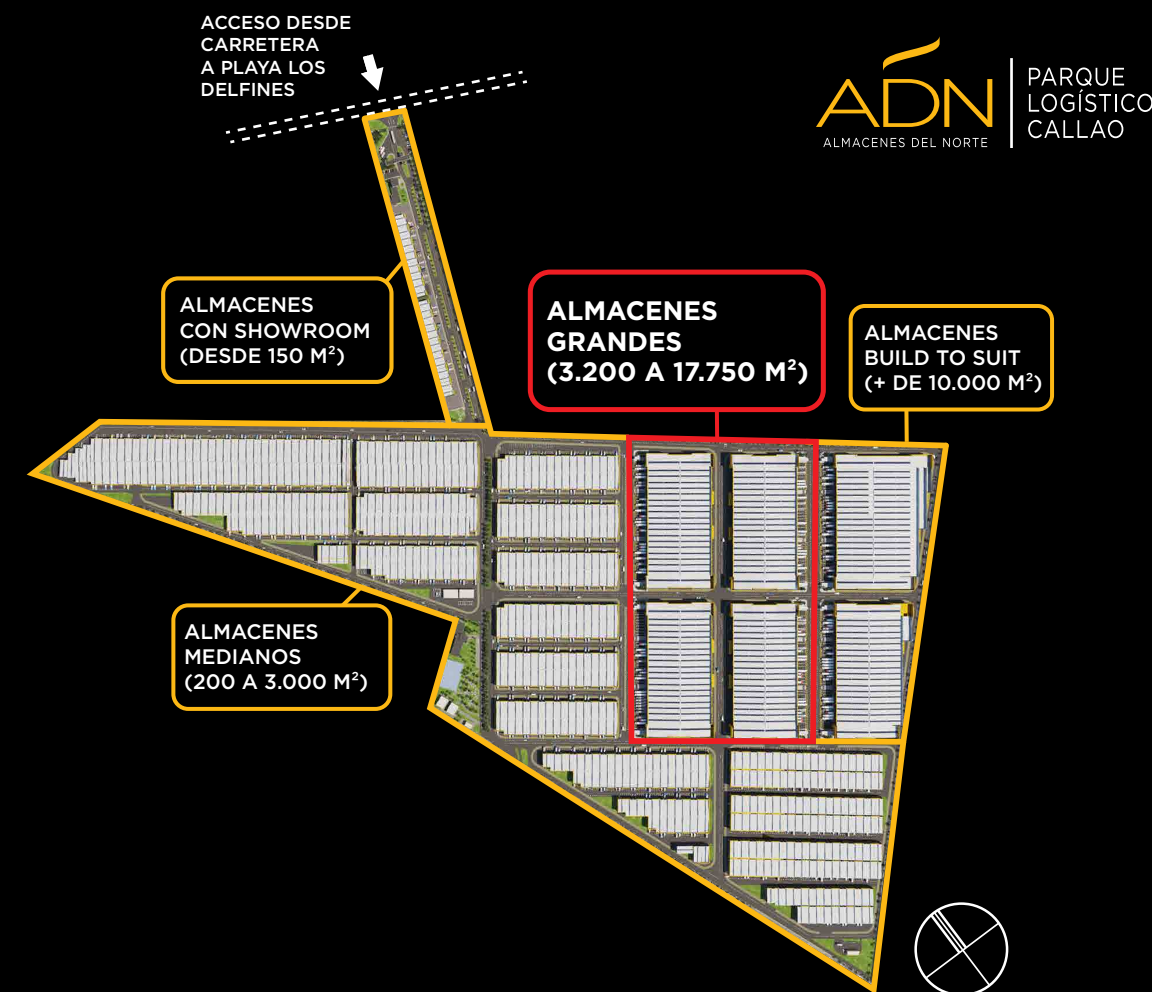 ACCESO DESDE
CARRETERA
A PLAYA LOS
DELFINES
ADN
ALMACENES DEL NORTE
PARQUE
LOGÍSTICO
CALLAO
ALMACENES
CON SHOWROOM
(DESDE 150 M²)
ALMACENES
GRANDES
(3.200 A 17.750 M²)
ALMACENES
BUILD TO SUIT
(+ DE 10.000 M²)
ALMACENES
MEDIANOS
(200 A 3.000 M²)